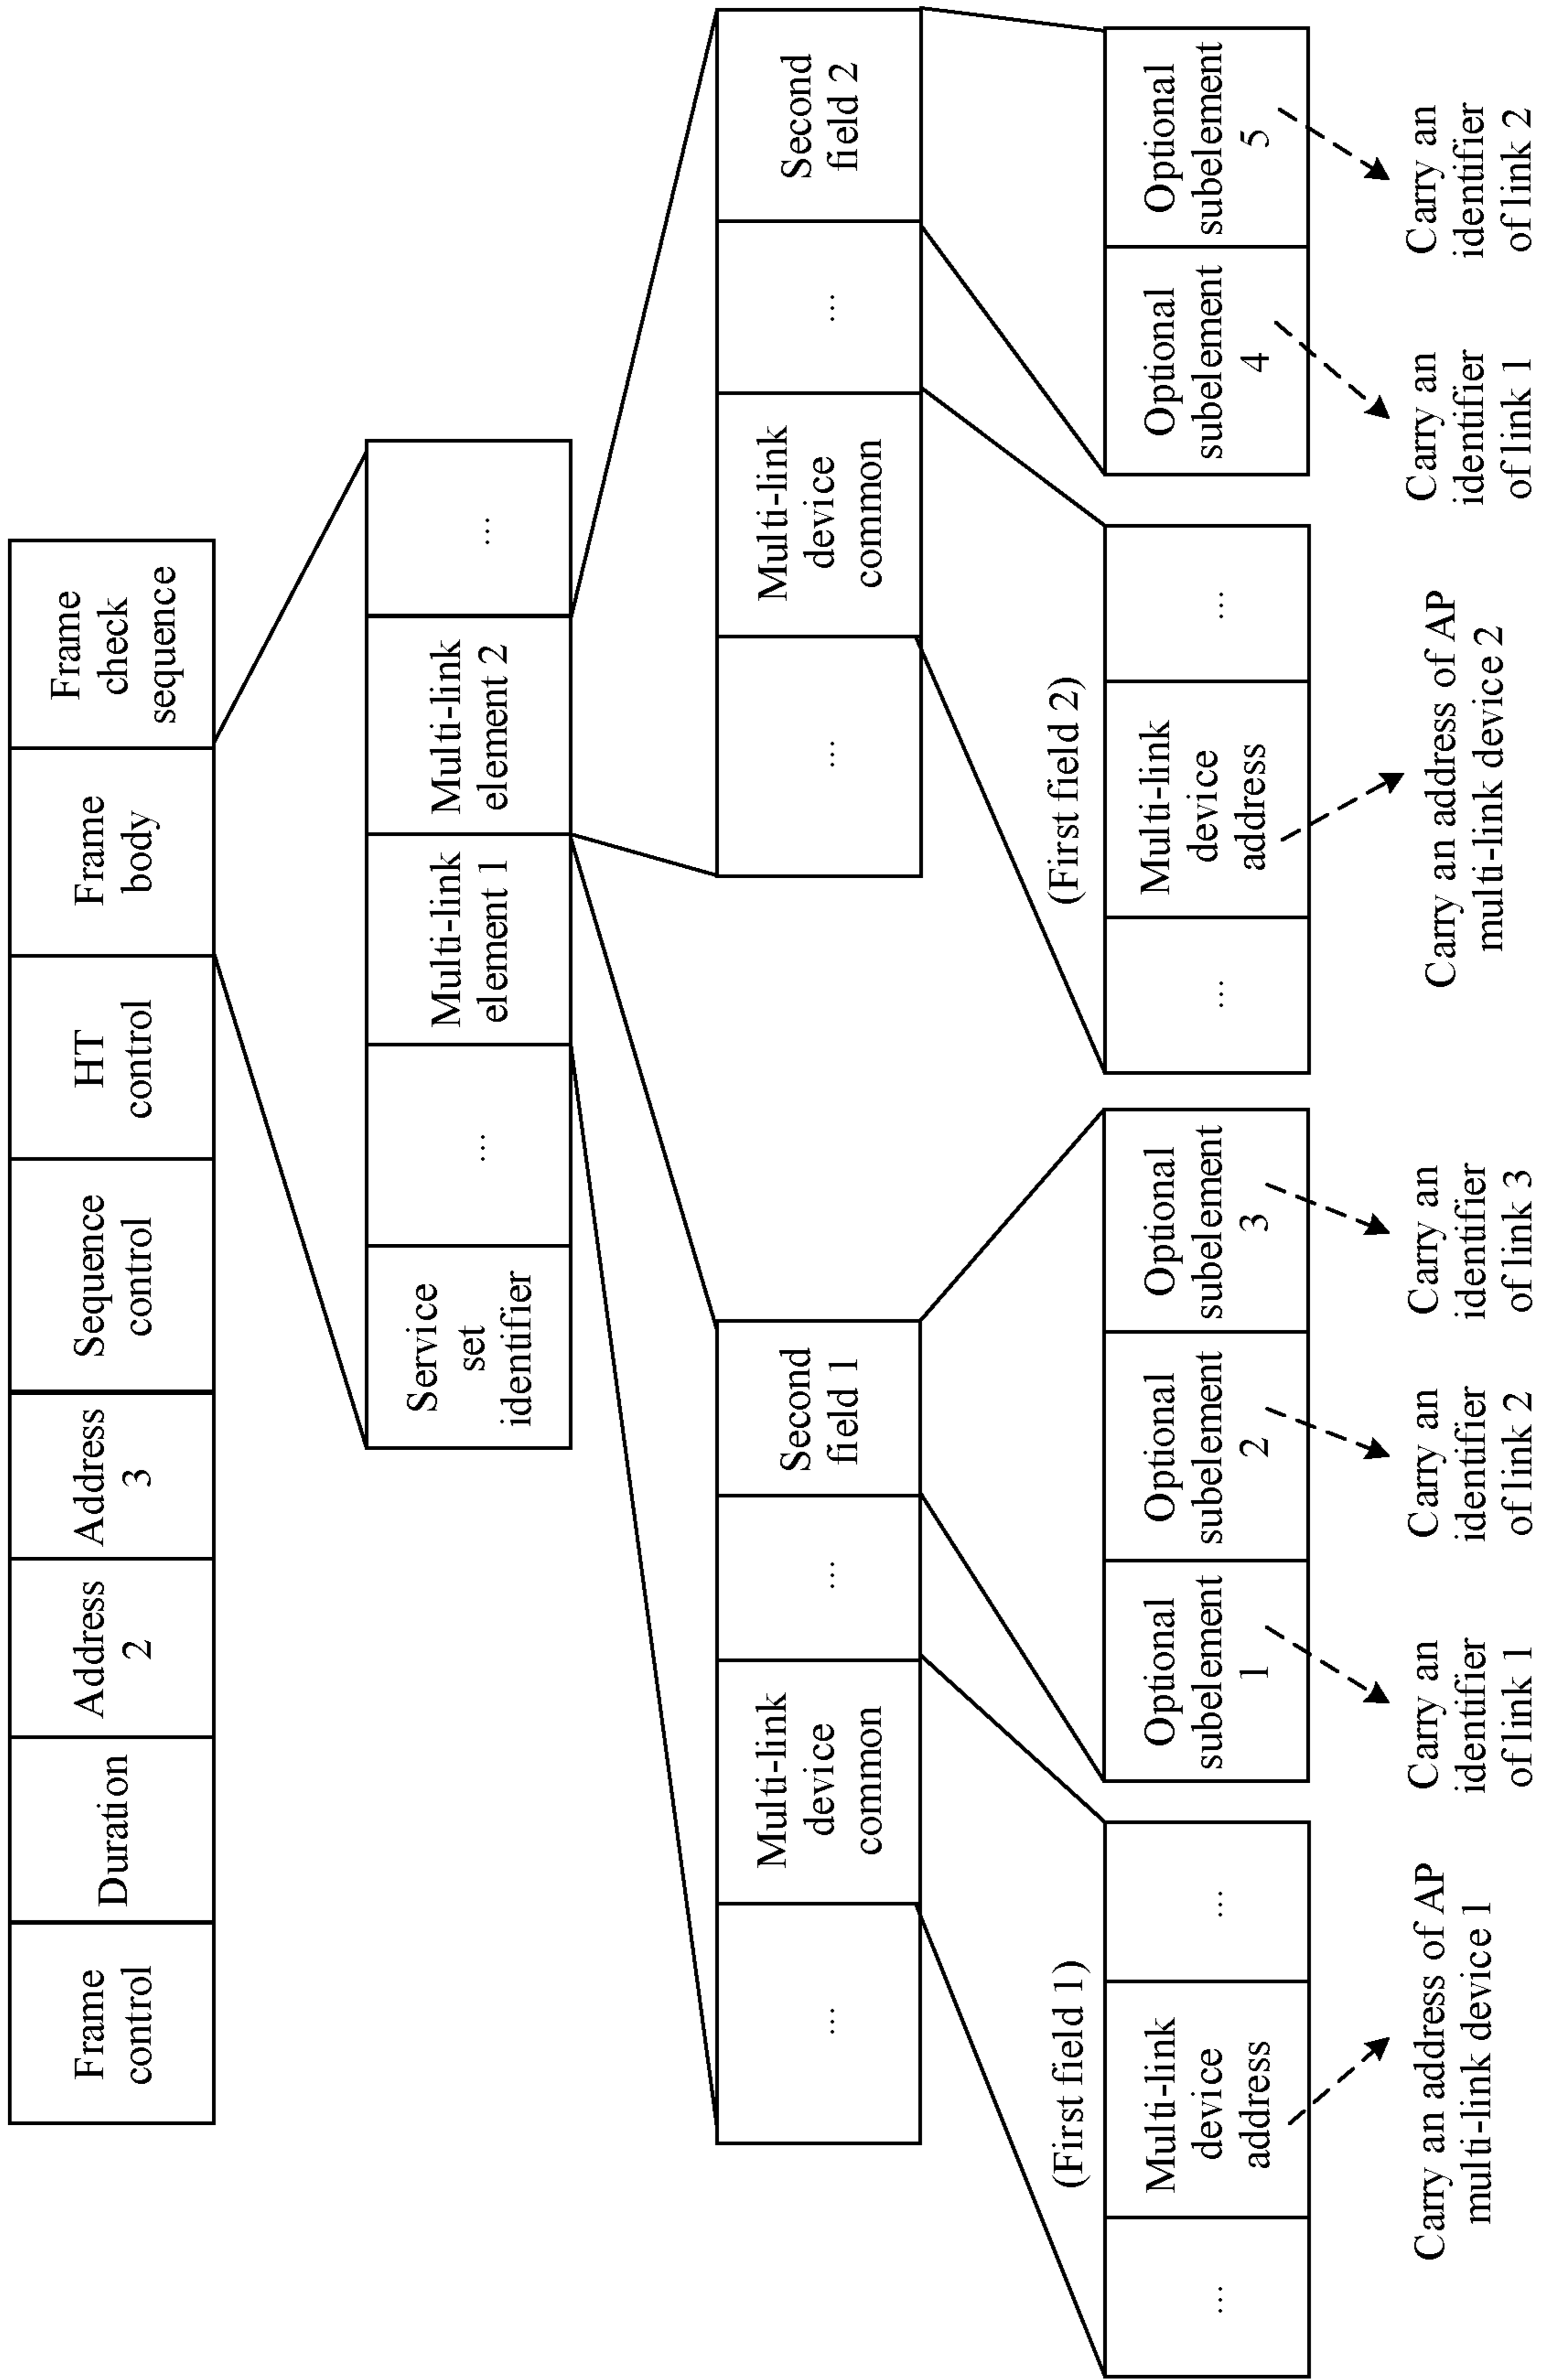 Frame
control
Duration
Address
2
Address
3
Sequence
control
HT
control
Frame
body
Frame
check
sequence
Service
set
identifier
...
Multi-link
element 1
Multi-link
element 2
...
...
Multi-link
device
common
...
Second
field 1
...
Multi-link
device
common
...
Second
field 2
(First field 1)
...
Multi-link
device
address
...
Optional
subelement
1
Optional
subelement
2
Optional
subelement
3
(First field 2)
...
Multi-link
device
address
...
Optional
subelement
4
Optional
subelement
5
Carry an address of AP
multi-link device 1
Carry an
identifier
of link 1
Carry an
identifier
of link 2
Carry an
identifier
of link 3
Carry an address of AP
multi-link device 2
Carry an
identifier
of link 1
Carry an
identifier
of link 2